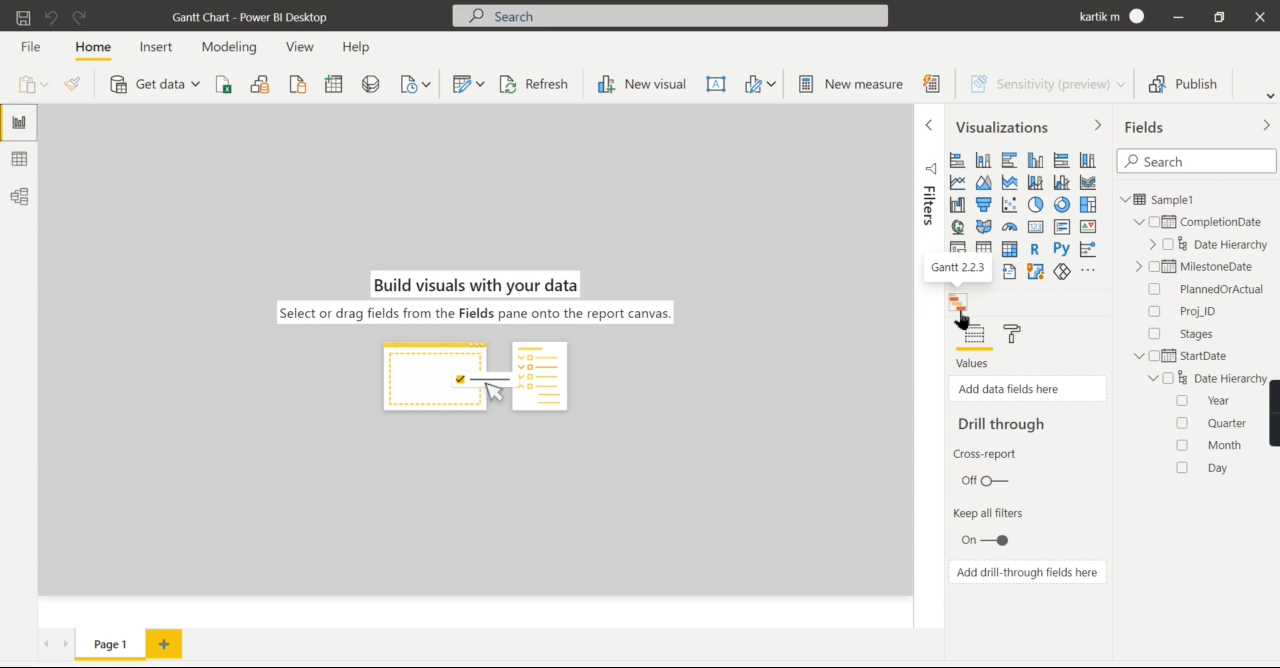 Gantt Chart - Power BI Desktop
Search
kartik m
File
Home
Insert
Modeling
View
Help
Get data
Refresh
New visual
New measure
Sensitivity (preview)
Publish
Filters
Visualizations
R
Py
123
Gantt 2.2.3
Values
Add data fields here
Drill through
Cross-report
Off
Keep all filters
On
Add drill-through fields here
Fields
Search
Sample1
CompletionDate
Date Hierarchy
MilestoneDate
PlannedOrActual
Proj_ID
Stages
StartDate
Date Hierarchy
Year
Quarter
Month
Day
Build visuals with your data
Select or drag fields from the Fields pane onto the report canvas.
Page 1